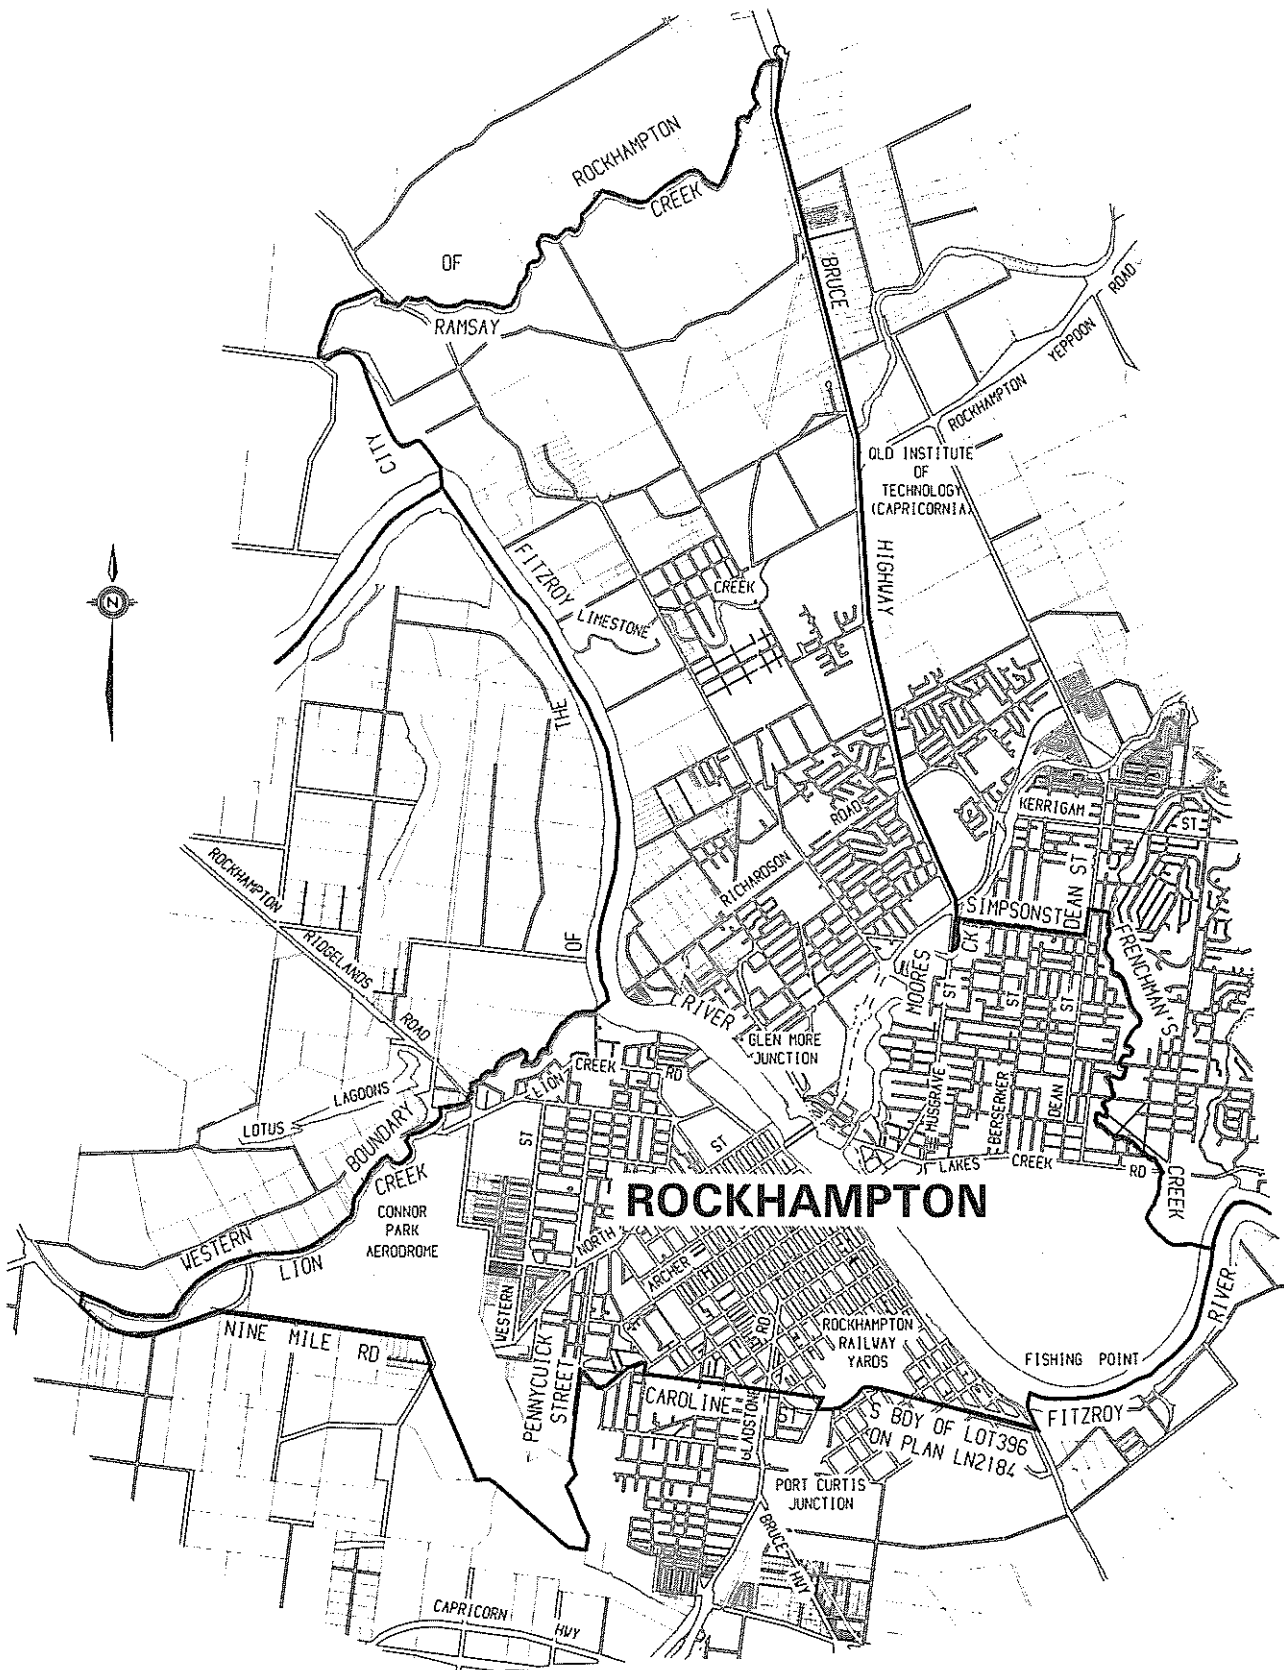 ROCKHAMPTON
CREEK
OF
RAMSAY
BRUCE
ROAD
YEPPOON
ROCKHAMPTON
CITY
QLD INSTITUTE
OF
TECHNOLOGY
(CAPRICORNIA)
HIGHWAY
N
FITZROY
LIMESTONE
CREEK
THE
KERRIGAM
ST
ROAD
RICHARDSON
DEAN ST
SIMPSONST
ROCKHAMPTON
RIDGELANDS
ROAD
OF
RIVER
GLEN MORE
JUNCTION
MOORES
CK
ST
ST
ST
FRENCHMAN'S
LION
CREEK
RD
LAGOONS
LOTUS
BOUNDARY
CREEK
ST
ST
MUSGRAVE
BERSERKER
DEAN
LAKES
CREEK
RD
CREEK
ROCKHAMPTON
CONNOR
PARK
AERODROME
WESTERN
LION
NORTH
ARCHER
ST
WESTERN
NINE MILE RD
PENNYCUICK
STREET
RD
ROCKHAMPTON
RAILWAY
YARDS
FISHING POINT
RIVER
FITZROY
CAROLINE
ST
GLADSTONE
S BDY OF LOT396
ON PLAN LN2184
PORT CURTIS
JUNCTION
BRUCE HWY
CAPRICORN
HWY